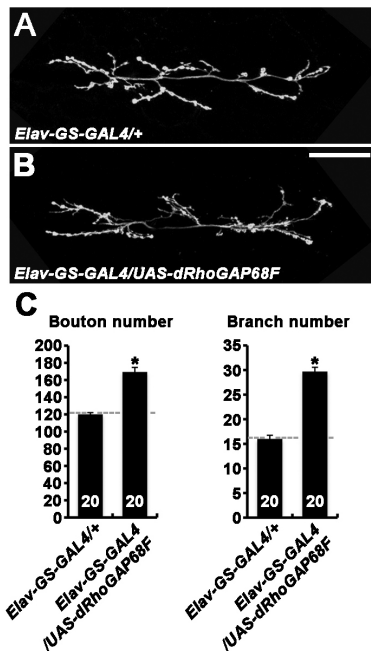 A
Elav-GS-GAL4/+
B
Elav-GS-GAL4/UAS-dRhoGAP68F
C
Bouton number
200
180
160
140
120
100
80
60
40
20
0
*
20
20
Elav-GS-GAL4/+
Elav-GS-GAL4
/UAS-dRhoGAP68F
Branch number
35
30
25
20
15
10
5
0
*
20
20
Elav-GS-GAL4/+
Elav-GS-GAL4
/UAS-dRhoGAP68F